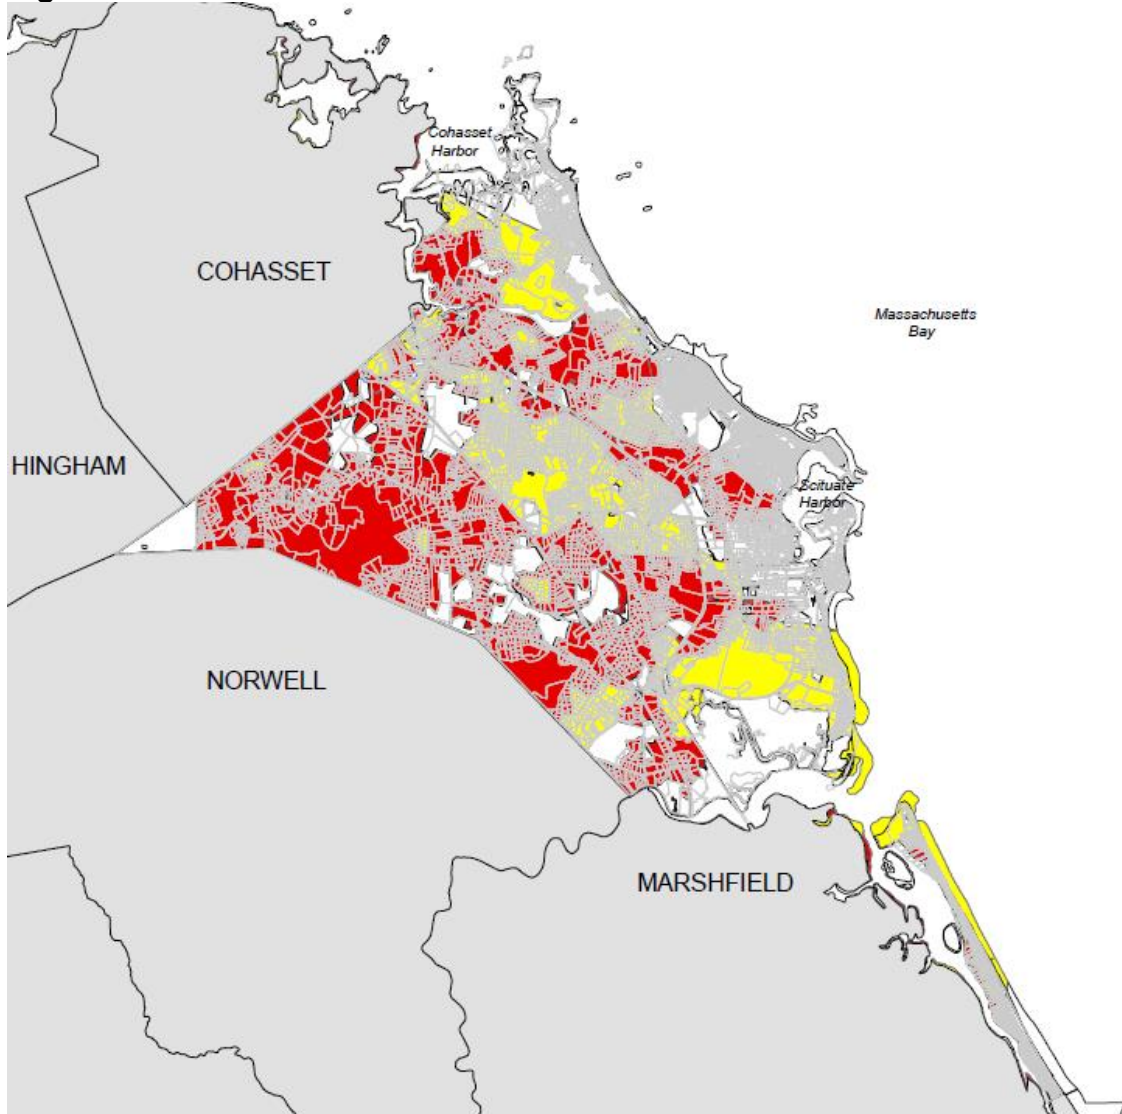 Cohasset
Harbor
COHASSET
Massachusetts
Bay
HINGHAM
Scituate
Harbor
NORWELL
MARSHFIELD